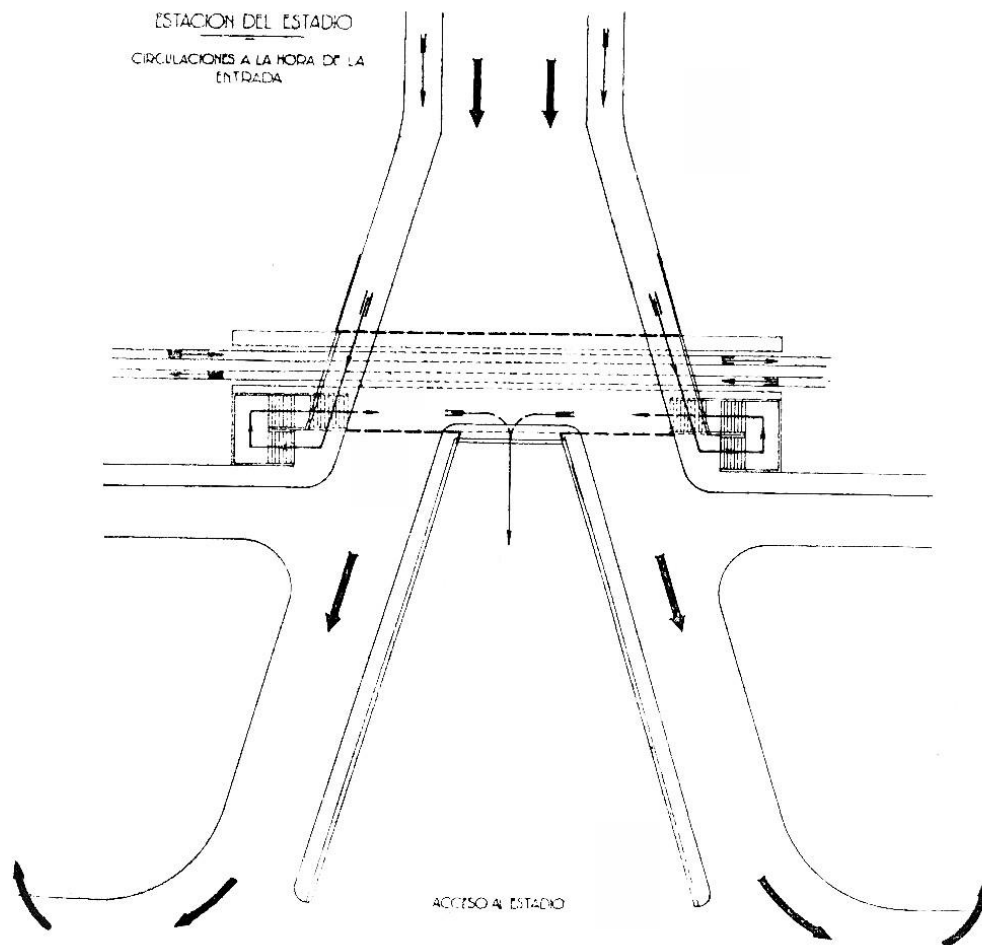 ESTACION DEL ESTADIO
CIRCULACIONES A LA HORA DE LA
ENTRADA
ACCESO AL ESTADIO